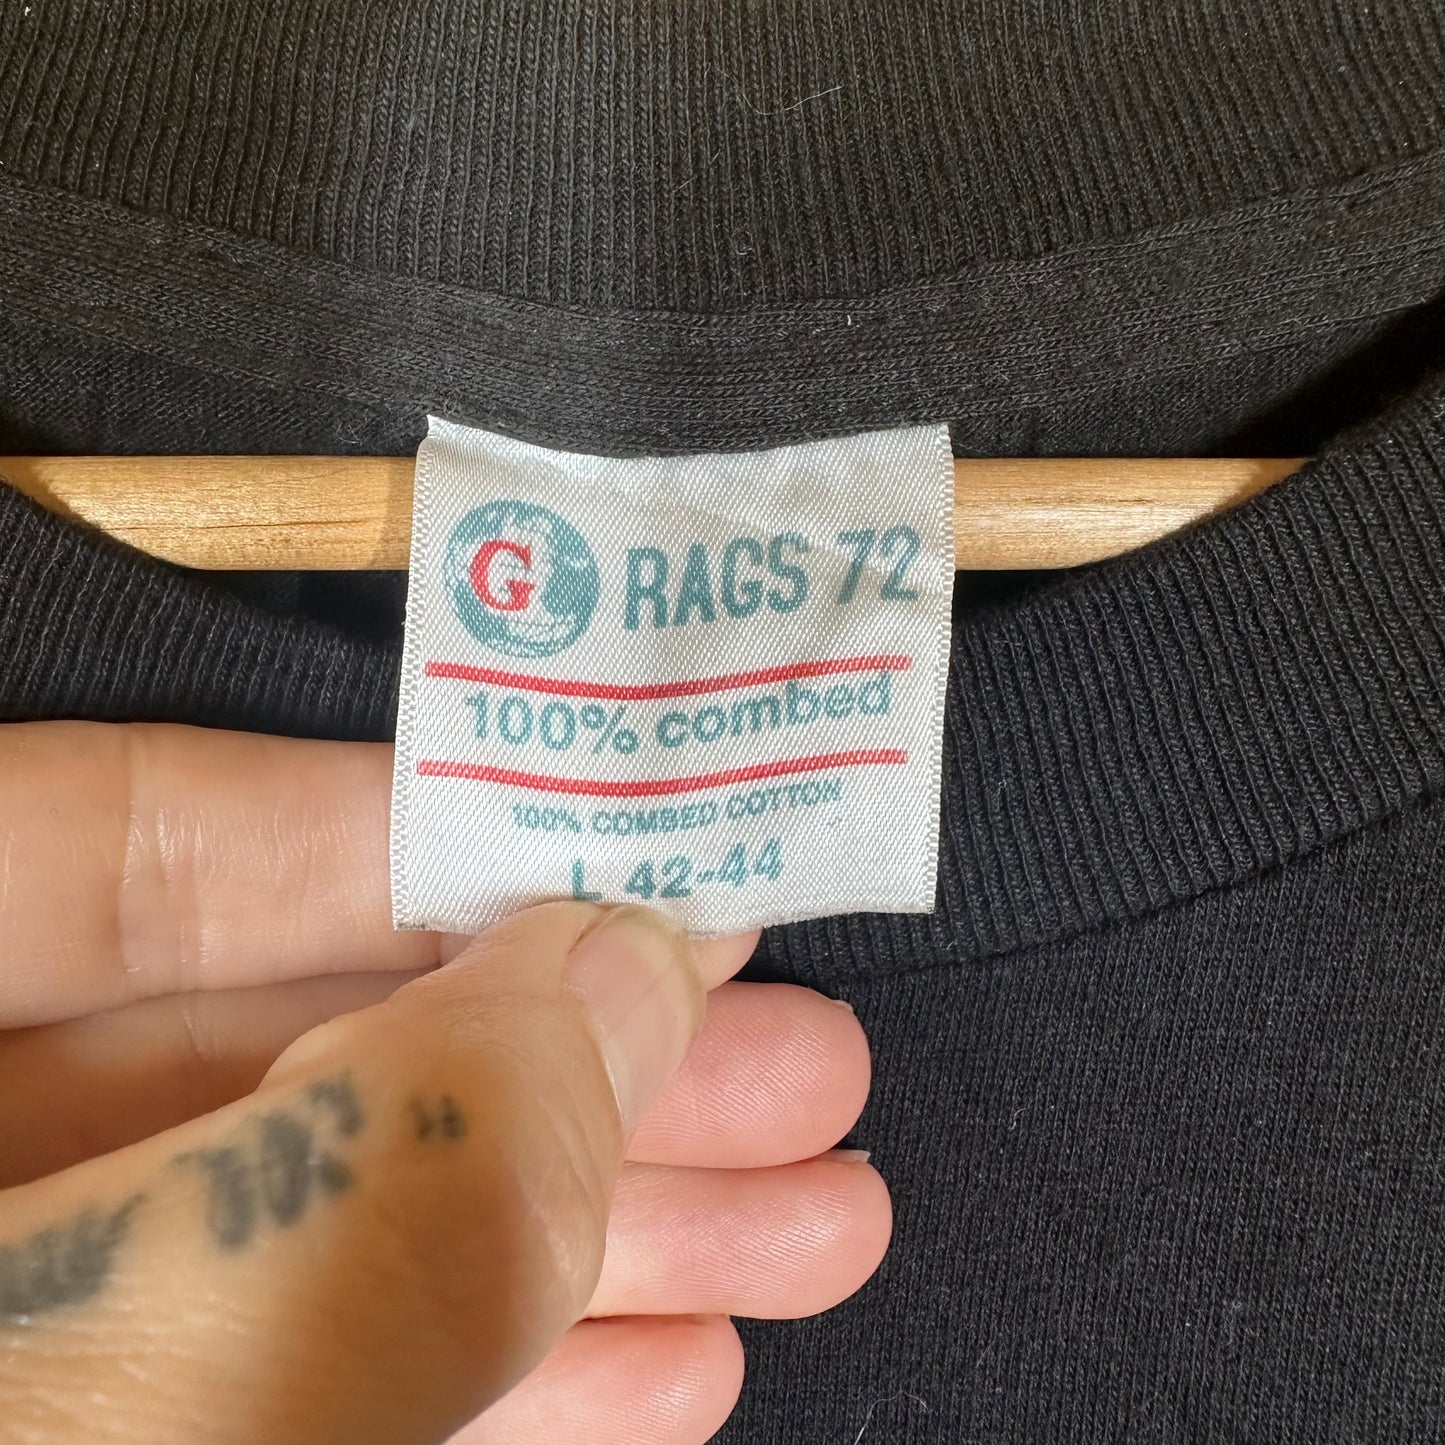 G RAGS 72
100% combed
100% COMBED COTTON
L 42-44